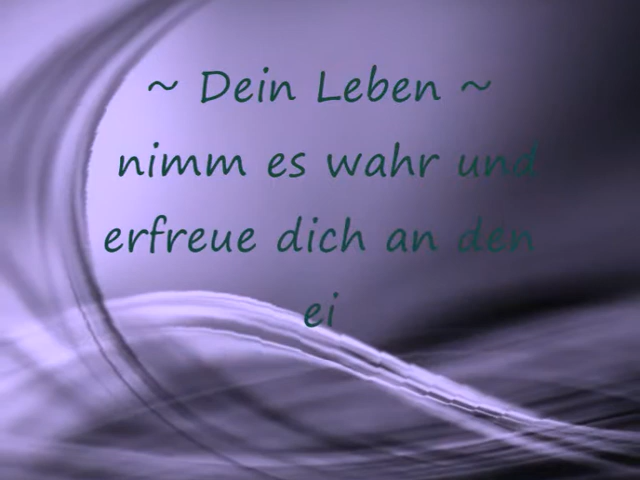 ~ Dein Leben ~
nimm es wahr und
erfreue dich an den
ei